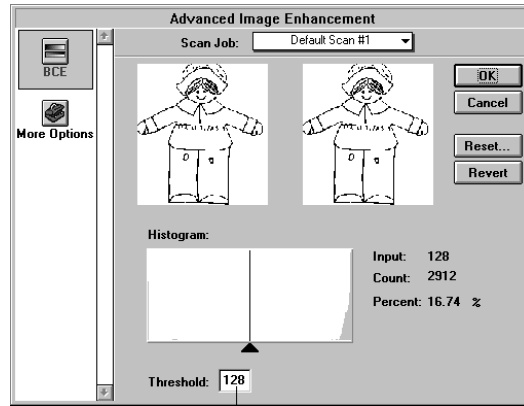 Advanced Image Enhancement
Scan Job: Default Scan #1
BCE
More Options
OK
Cancel
Reset...
Revert
Histogram:
Input: 128
Count: 2912
Percent: 16.74 %
Threshold: 128